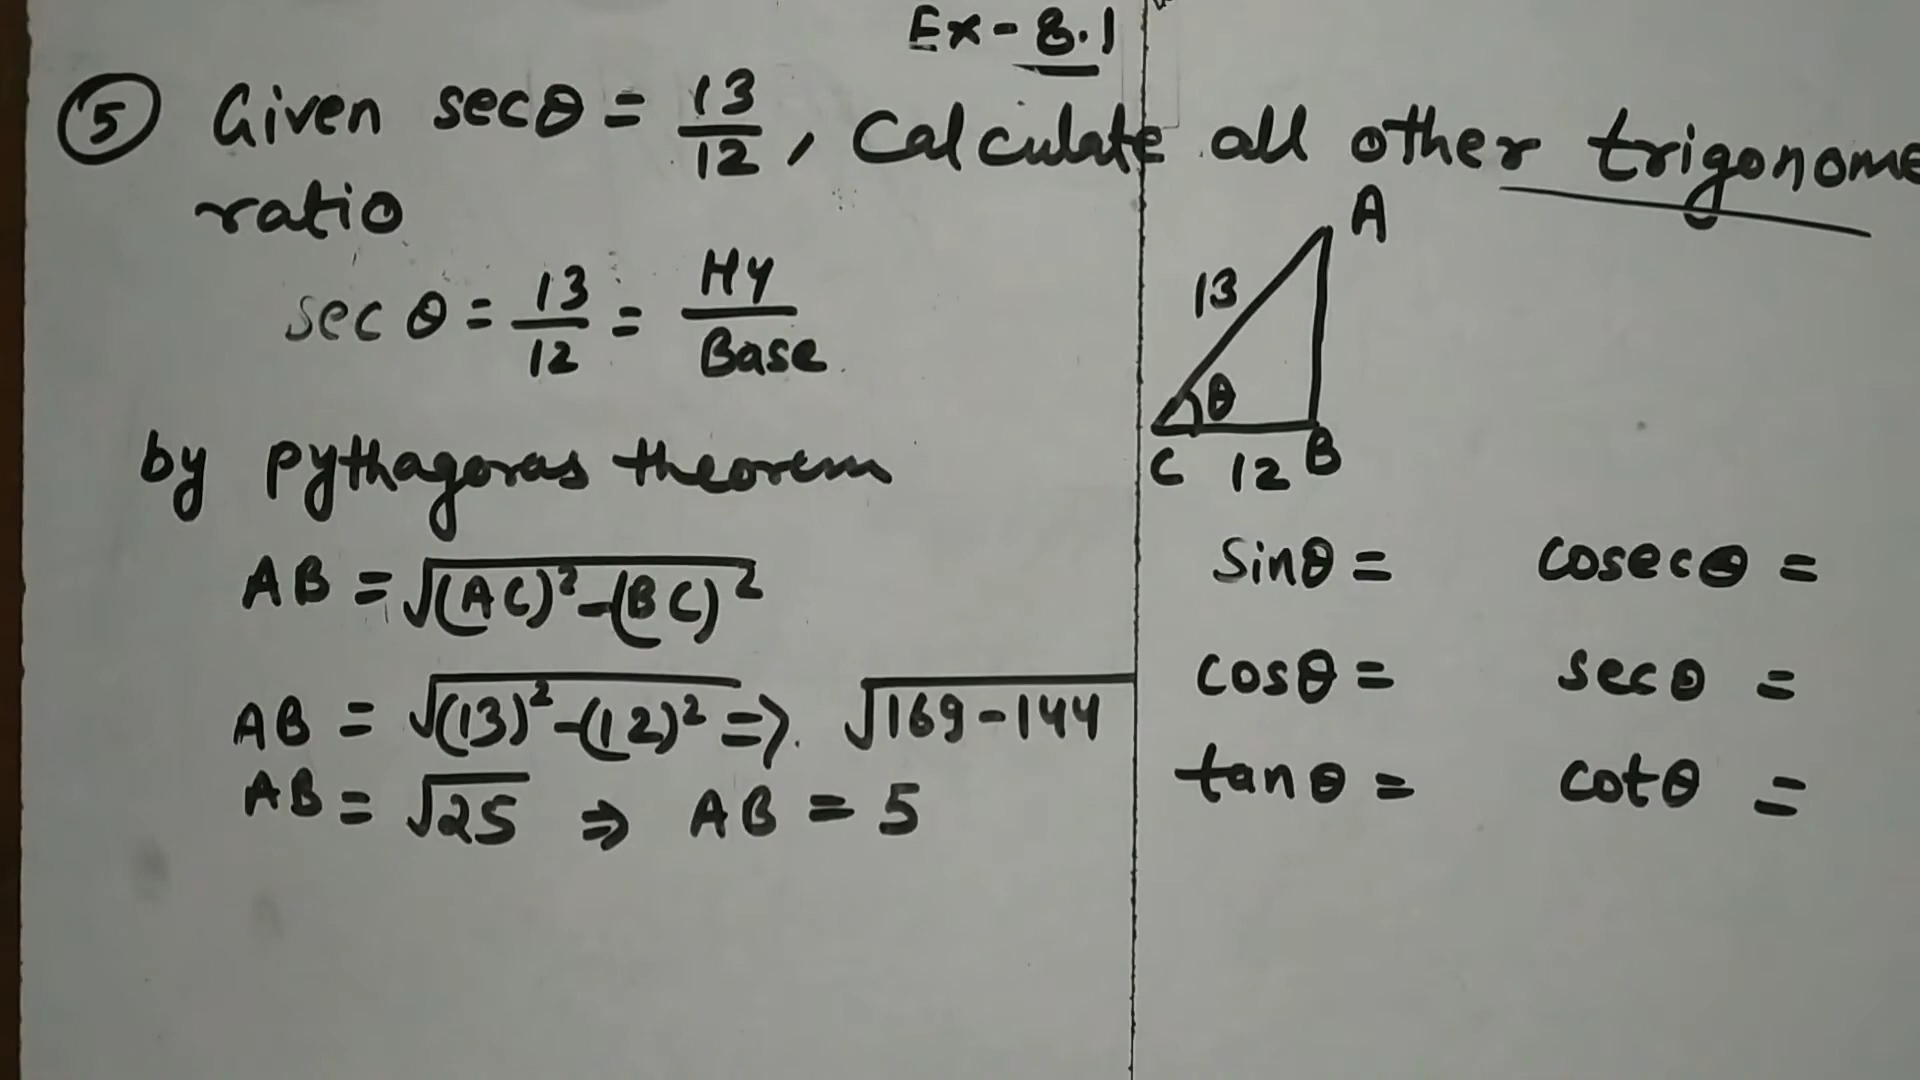 Ex - 8.1
(5) Given secθ = 13/12, Calculate all other trigonome
ratio
sec θ = 13/12 = Hy/Base
by pythagoras theorem
AB = √(AC)² - (BC)²
AB = √(13)² - (12)² ⇒ √169 - 144
AB = √25 ⇒ AB = 5
A
13
θ
C 12 B
Sinθ = Cosecθ =
cosθ = secθ =
tanθ = cotθ =